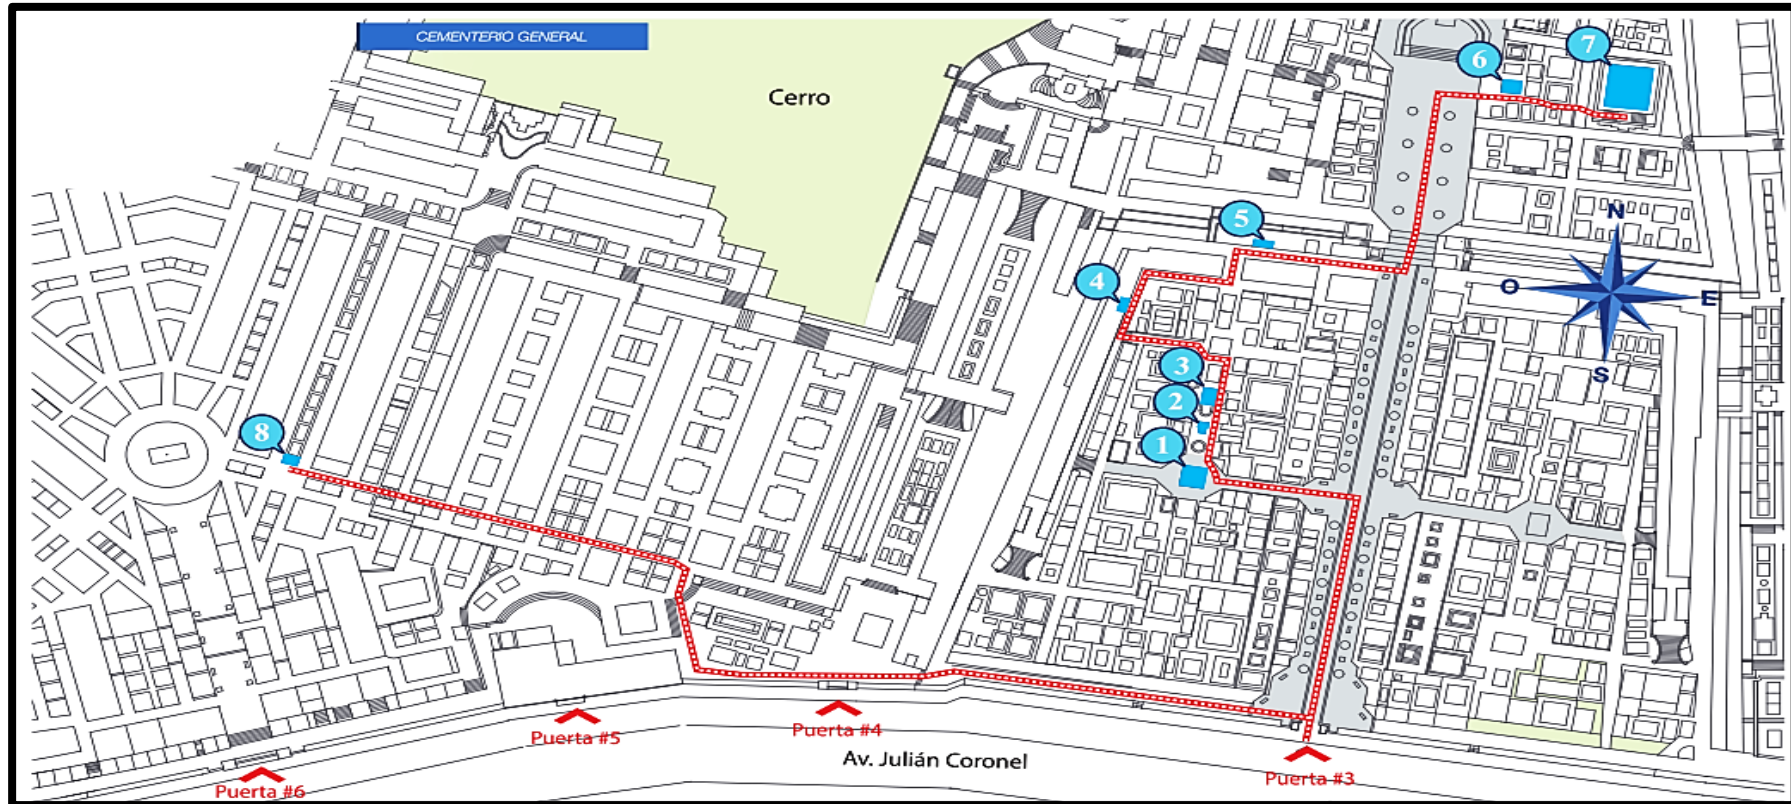 CEMENTERIO GENERAL
Cerro
7
6
5
N
O
E
S
4
3
2
1
8
Puerta #4
Puerta #5
Av. Julián Coronel
Puerta #3
Puerta #6